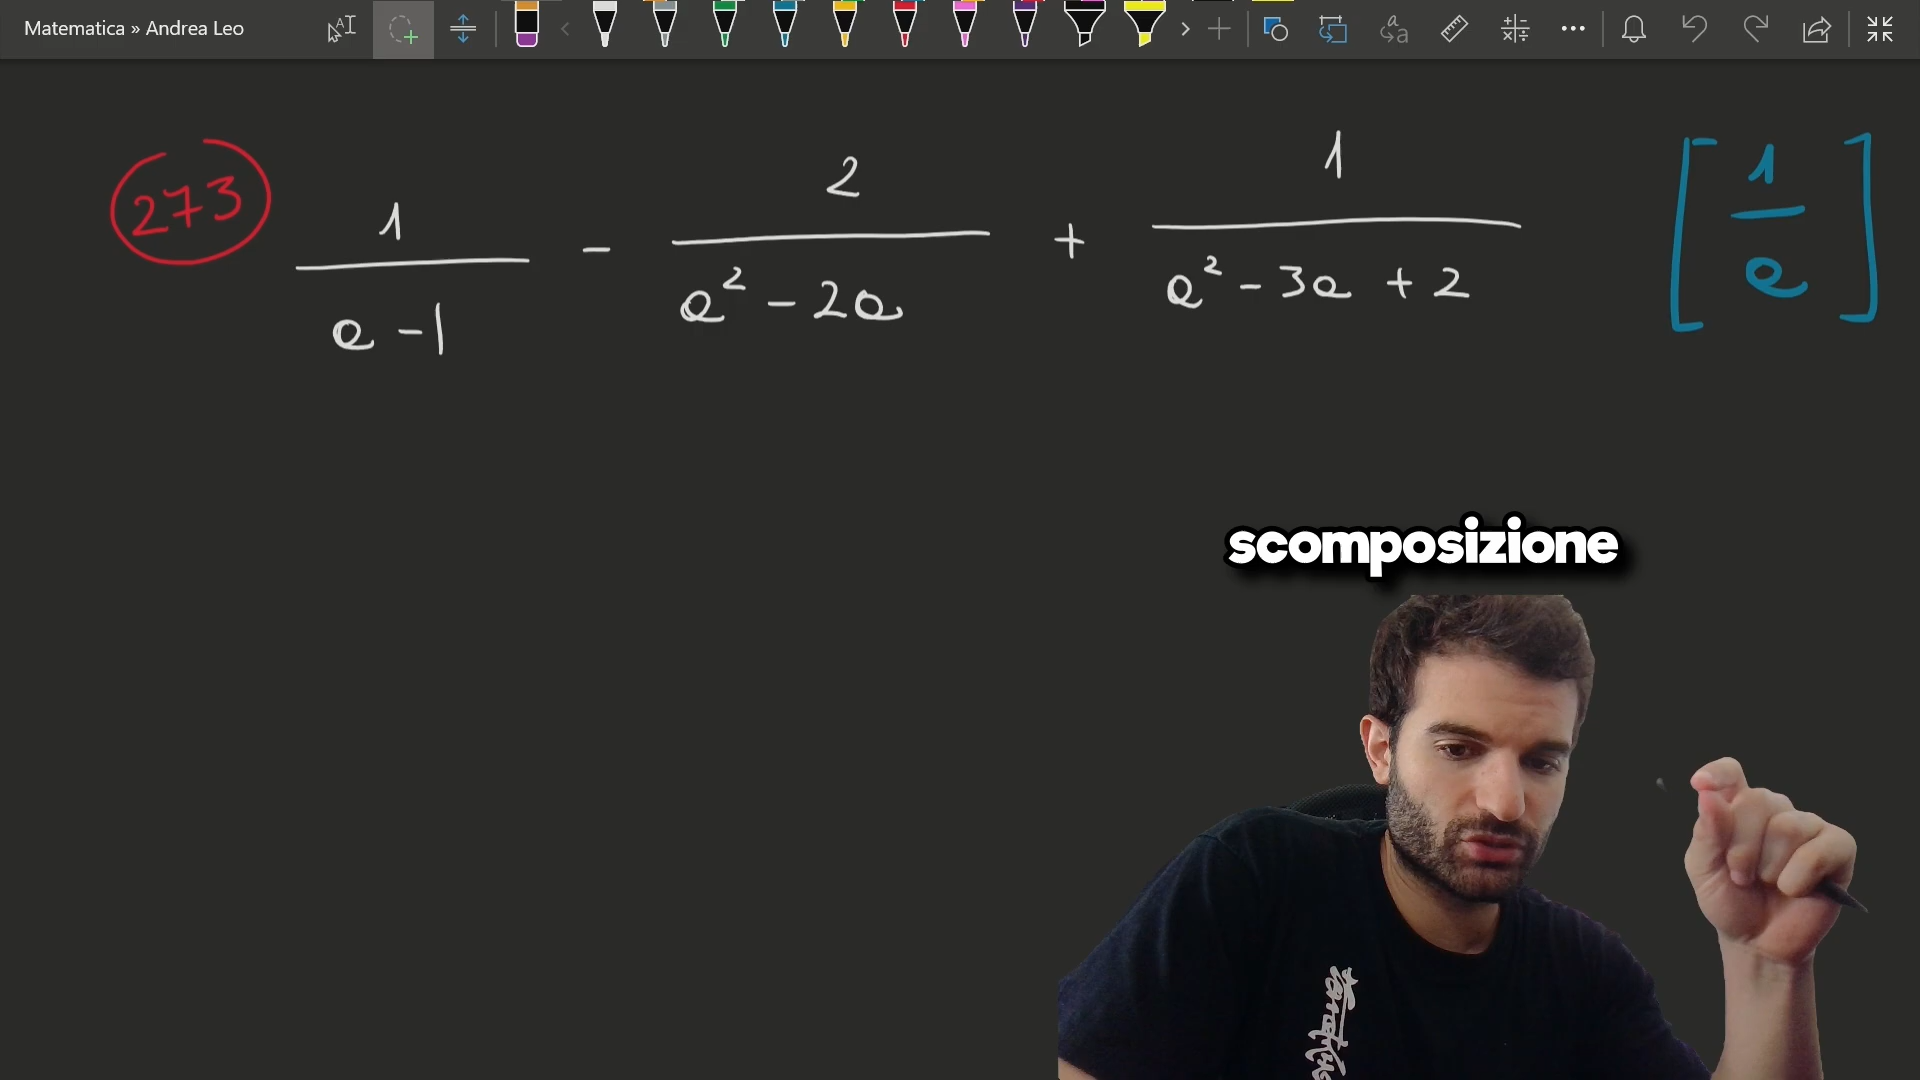 Matematica » Andrea Leo
273
1/(a-1) - 2/(a² - 2a) + 1/(a² - 3a + 2) [1/a]
scomposizione